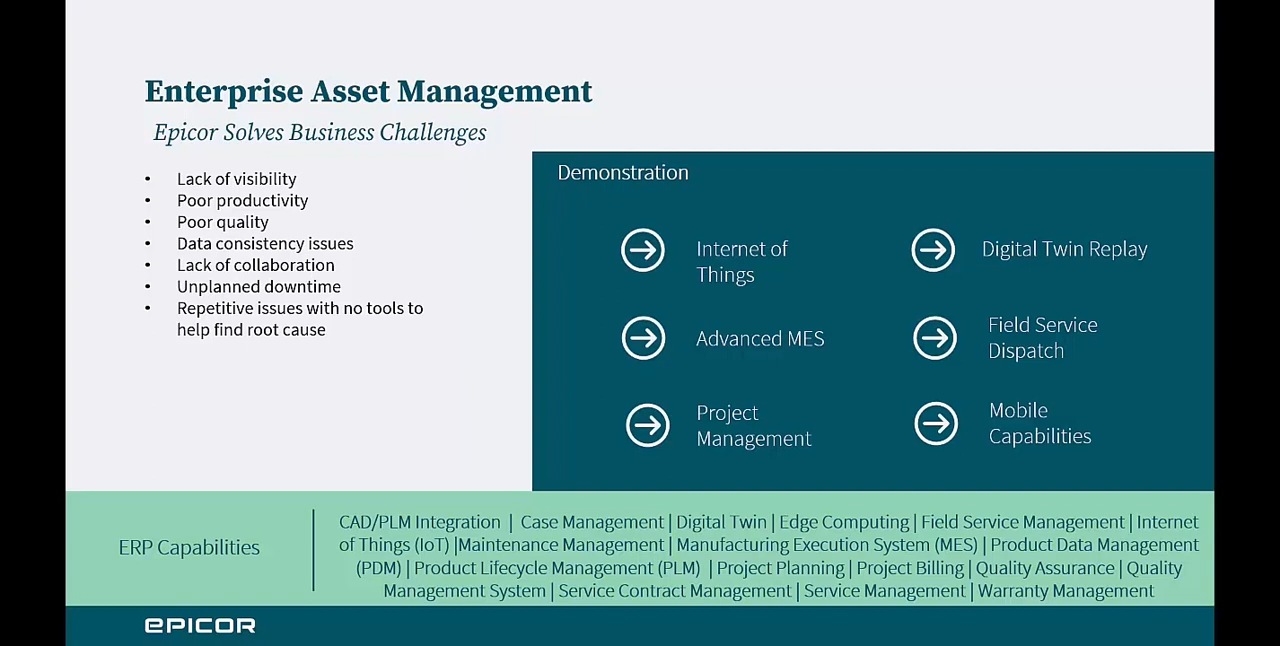 Enterprise Asset Management
Epicor Solves Business Challenges
• Lack of visibility
• Poor productivity
• Poor quality
• Data consistency issues
• Lack of collaboration
• Unplanned downtime
• Repetitive issues with no tools to
help find root cause
Demonstration
Internet of
Things
Digital Twin Replay
Advanced MES
Field Service
Dispatch
Project
Management
Mobile
Capabilities
ERP Capabilities
CAD/PLM Integration | Case Management | Digital Twin | Edge Computing | Field Service Management | Internet
of Things (IoT) |Maintenance Management | Manufacturing Execution System (MES) | Product Data Management
(PDM) | Product Lifecycle Management (PLM) | Project Planning | Project Billing | Quality Assurance | Quality
Management System | Service Contract Management | Service Management | Warranty Management
EPICOR